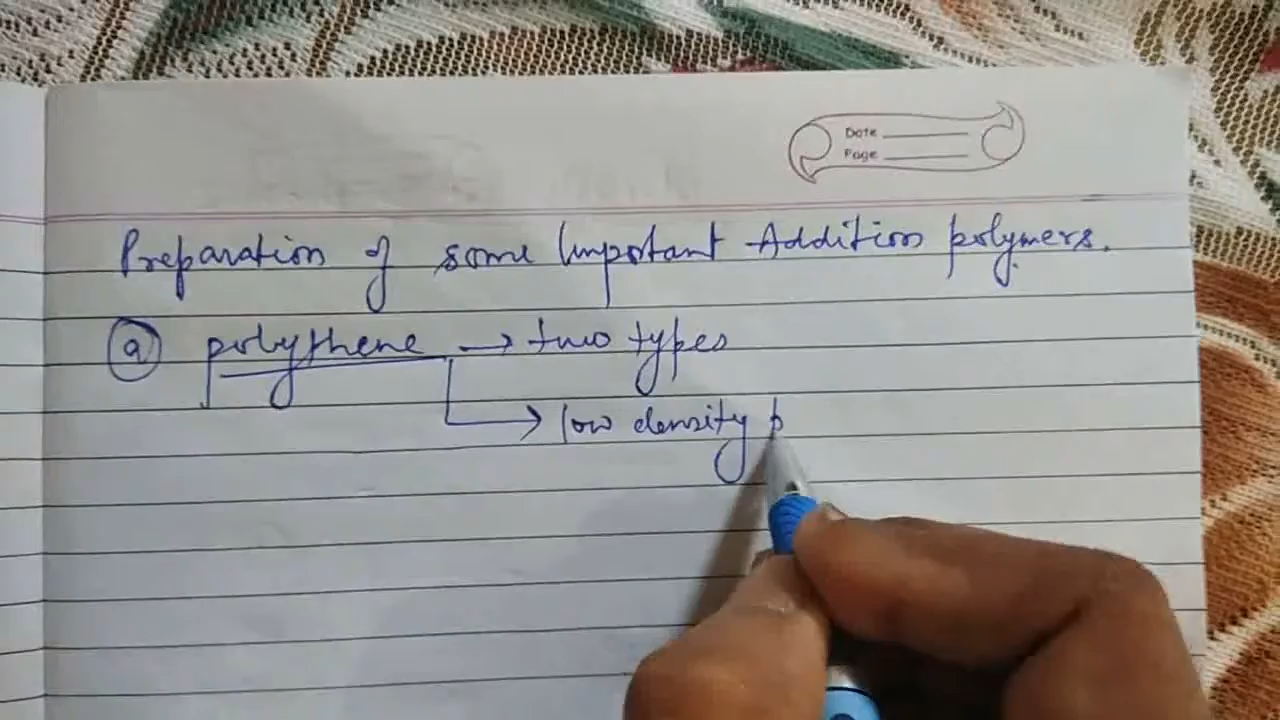 Date
Page
Preparation of some Important Addition polymers.
a polythene → two types
→ low density p